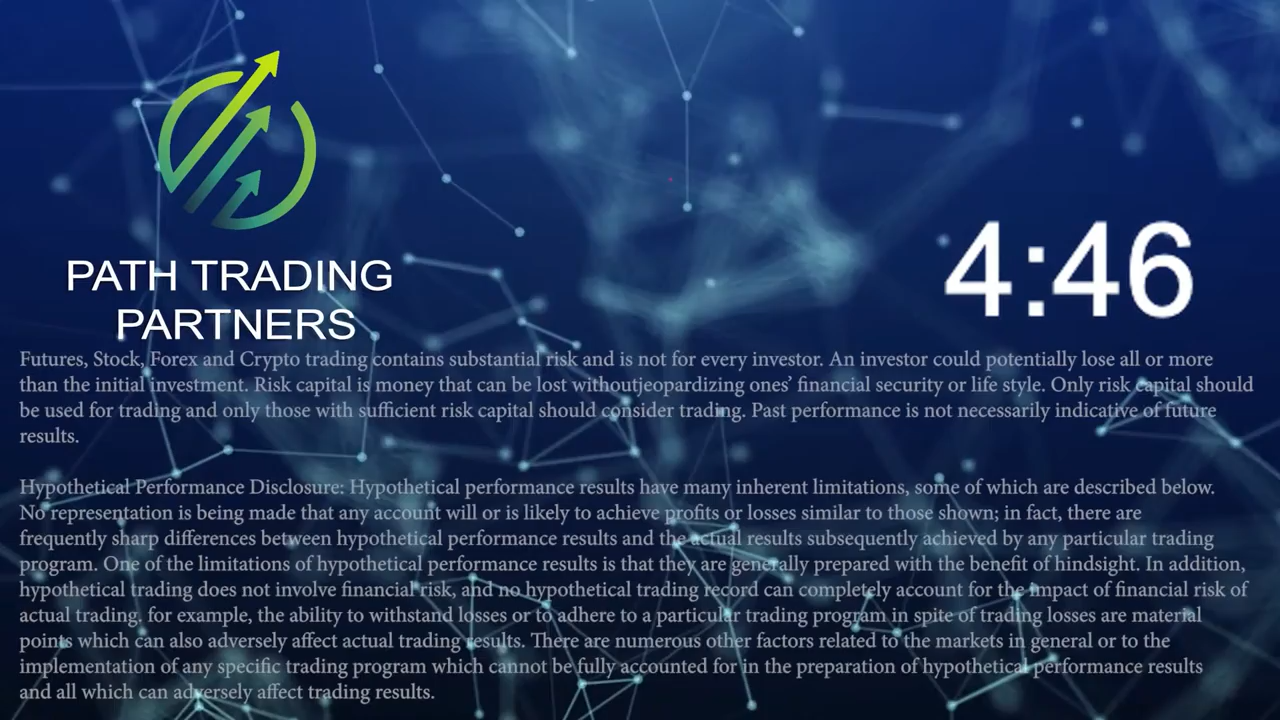 PATH TRADING
PARTNERS
4:46
Futures, Stock, Forex and Crypto trading contains substantial risk and is not for every investor. An investor could potentially lose all or more
than the initial investment. Risk capital is money that can be lost withoutjeopardizing ones’ financial security or life style. Only risk capital should
be used for trading and only those with sufficient risk capital should consider trading. Past performance is not necessarily indicative of future
results.
Hypothetical Performance Disclosure: Hypothetical performance results have many inherent limitations, some of which are described below.
No representation is being made that any account will or is likely to achieve profits or losses similar to those shown; in fact, there are
frequently sharp differences between hypothetical performance results and the actual results subsequently achieved by any particular trading
program. One of the limitations of hypothetical performance results is that they are generally prepared with the benefit of hindsight. In addition,
hypothetical trading does not involve financial risk, and no hypothetical trading record can completely account for the impact of financial risk of
actual trading. for example, the ability to withstand losses or to adhere to a particular trading program in spite of trading losses are material
points which can also adversely affect actual trading results. There are numerous other factors related to the markets in general or to the
implementation of any specific trading program which cannot be fully accounted for in the preparation of hypothetical performance results
and all which can adversely affect trading results.